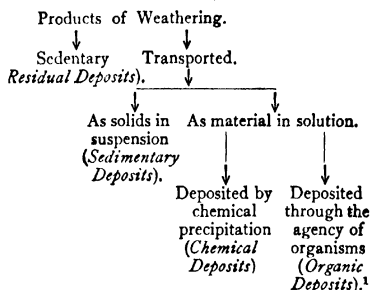 Products of Weathering.
Sedentary Transported.
Residual Deposits).
As solids in As material in solution.
suspension
(Sedimentary
Deposits).
Deposited by Deposited
chemical through the
precipitation agency of
(Chemical organisms
Deposits) (Organic
Deposits).¹